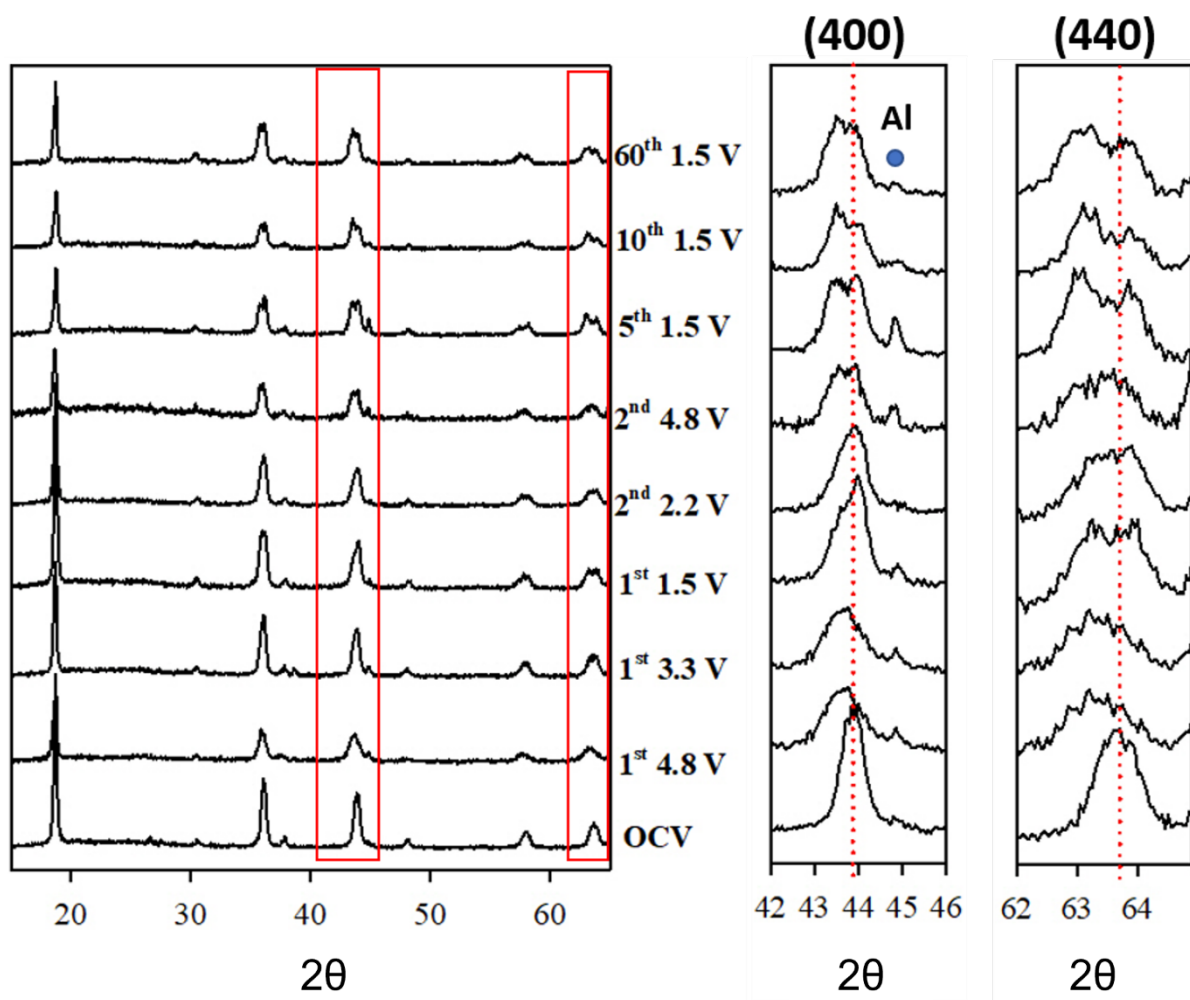 (400) (440)
Al
60th 1.5 V
10th 1.5 V
5th 1.5 V
2nd 4.8 V
2nd 2.2 V
1st 1.5 V
1st 3.3 V
1st 4.8 V
OCV
20 30 40 50 60
42 43 44 45 46
62 63 64
2θ 2θ 2θ